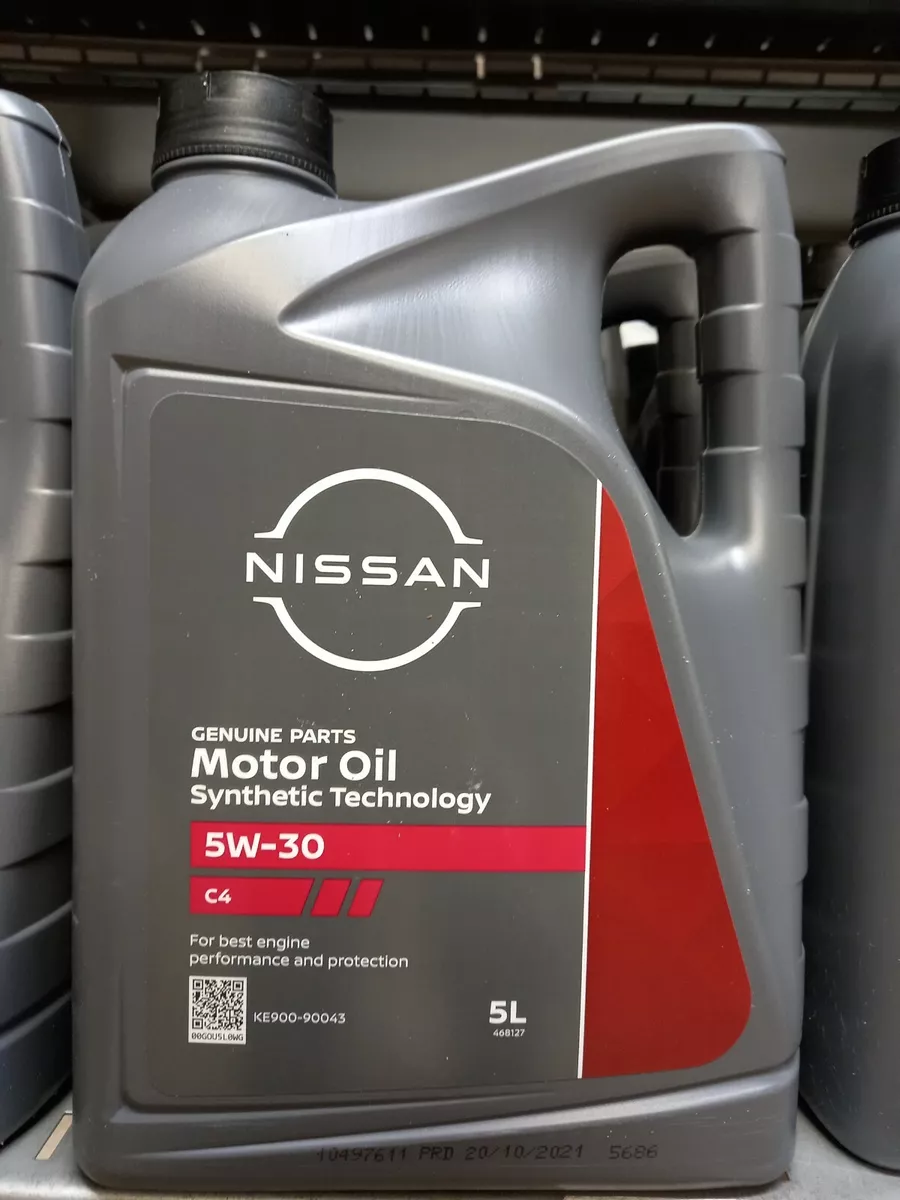 NISSAN
GENUINE PARTS
Motor Oil
Synthetic Technology
5W-30
C4
For best engine
performance and protection
KE900-90043
00GOU5L0WG
5L
468127
10497611 PRD 20/10/2021 5686